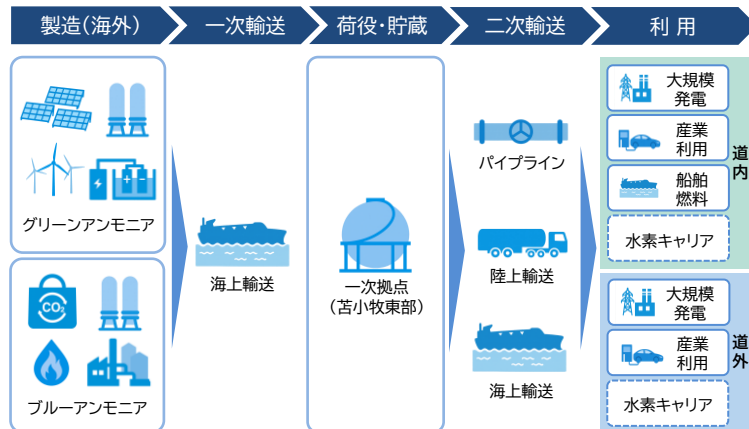 製造(海外)
一次輸送
荷役・貯蔵
二次輸送
利用
グリーンアンモニア
CO₂
ブルーアンモニア
海上輸送
一次拠点
(苫小牧東部)
パイプライン
陸上輸送
海上輸送
大規模
発電
産業
利用
船舶
燃料
水素キャリア
道内
大規模
発電
産業
利用
水素キャリア
道外